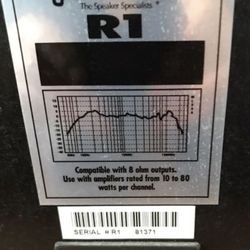 The Speaker Specialists
R1
Compatible with 8 ohm outputs.
Use with amplifiers rated from 10 to 80
watts per channel.
SERIAL # R1 81371